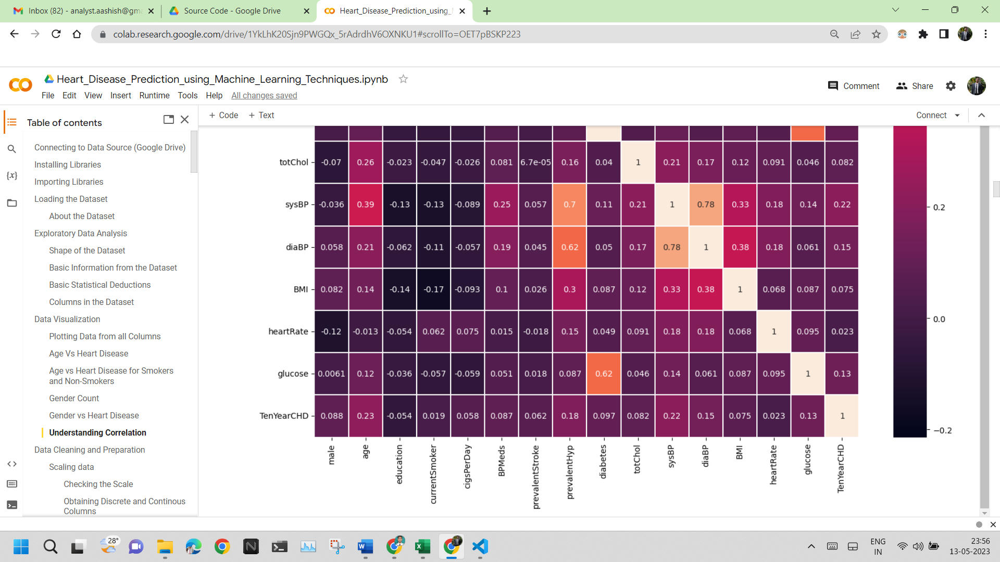 Inbox (82) - analyst.aashish@gm
Source Code - Google Drive
Heart_Disease_Prediction_using_
colab.research.google.com/drive/1YkLhK20Sjn9PWGQx_5rAdrdhV6OXNKU1#scrollTo=OET7pBSKP223
Heart_Disease_Prediction_using_Machine_Learning_Techniques.ipynb
File Edit View Insert Runtime Tools Help All changes saved
Comment Share
+ Code + Text
Connect
Table of contents
Connecting to Data Source (Google Drive)
Installing Libraries
Importing Libraries
Loading the Dataset
About the Dataset
Exploratory Data Analysis
Shape of the Dataset
Basic Information from the Dataset
Basic Statistical Deductions
Columns in the Dataset
Data Visualization
Plotting Data from all Columns
Age Vs Heart Disease
Age vs Heart Disease for Smokers
and Non-Smokers
Gender Count
Gender vs Heart Disease
Understanding Correlation
Data Cleaning and Preparation
Scaling data
Checking the Scale
Obtaining Discrete and Continous
Columns
{x}
totChol -0.07 0.26 -0.023 -0.047 -0.026 0.081 6.7e-05 0.16 0.04 1 0.21 0.17 0.12 0.091 0.046 0.082
sysBP -0.036 0.39 -0.13 -0.13 -0.089 0.25 0.057 0.7 0.11 0.21 1 0.78 0.33 0.18 0.14 0.22
diaBP 0.058 0.21 -0.062 -0.11 -0.057 0.19 0.045 0.62 0.05 0.17 0.78 1 0.38 0.18 0.061 0.15
BMI 0.082 0.14 -0.14 -0.17 -0.093 0.1 0.026 0.3 0.087 0.12 0.33 0.38 1 0.068 0.087 0.075
heartRate -0.12 -0.013 -0.054 0.062 0.075 0.015 -0.018 0.15 0.049 0.091 0.18 0.18 0.068 1 0.095 0.023
glucose 0.0061 0.12 -0.036 -0.057 -0.059 0.051 0.018 0.087 0.62 0.046 0.14 0.061 0.087 0.095 1 0.13
TenYearCHD 0.088 0.23 -0.054 0.019 0.058 0.087 0.062 0.18 0.097 0.082 0.22 0.15 0.075 0.023 0.13 1
male age education currentSmoker cigsPerDay BPMeds prevalentStroke prevalentHyp diabetes totChol sysBP diaBP BMI heartRate glucose TenYearCHD
0.2
0.0
−0.2
28°
ENG
IN
23:56
13-05-2023